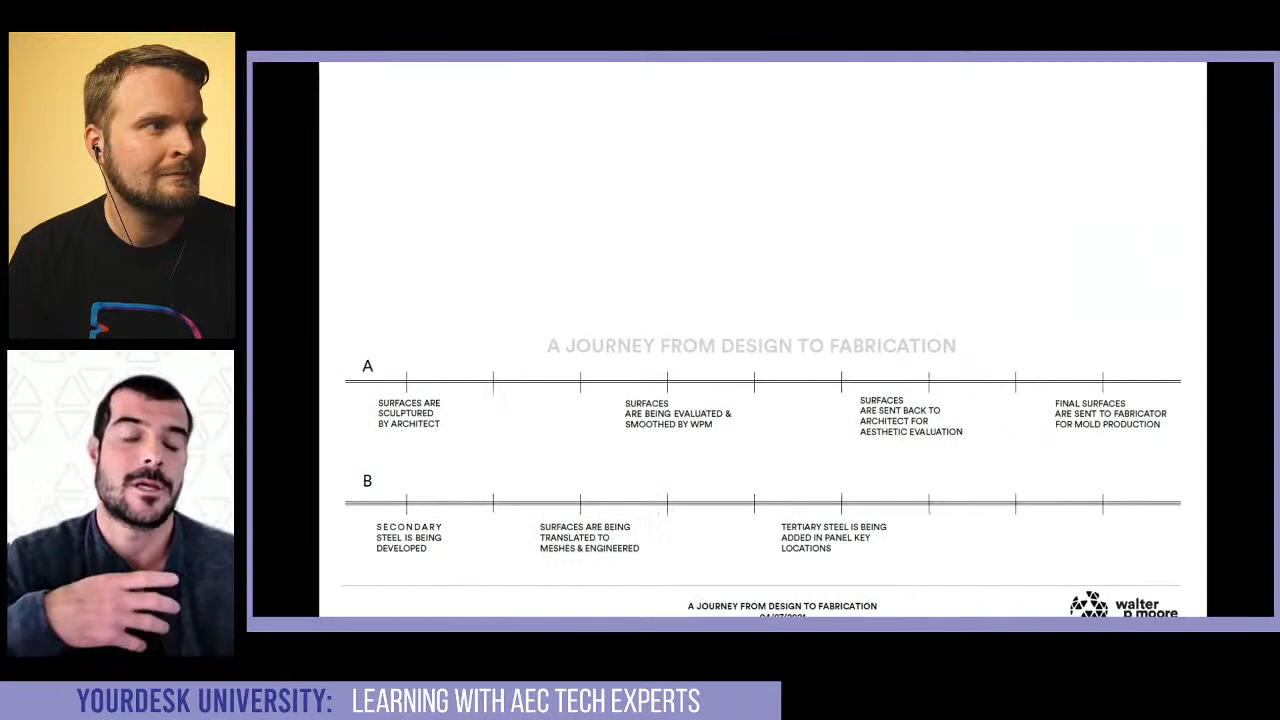 A JOURNEY FROM DESIGN TO FABRICATION
A
SURFACES ARE
SCULPTURED
BY ARCHITECT
SURFACES
ARE BEING EVALUATED &
SMOOTHED BY WPM
SURFACES
ARE SENT BACK TO
ARCHITECT FOR
AESTHETIC EVALUATION
FINAL SURFACES
ARE SENT TO FABRICATOR
FOR MOLD PRODUCTION
B
SECONDARY
STEEL IS BEING
DEVELOPED
SURFACES ARE BEING
TRANSLATED TO
MESHES & ENGINEERED
TERTIARY STEEL IS BEING
ADDED IN PANEL KEY
LOCATIONS
A JOURNEY FROM DESIGN TO FABRICATION
walter
p moore
YOURDESK UNIVERSITY: LEARNING WITH AEC TECH EXPERTS